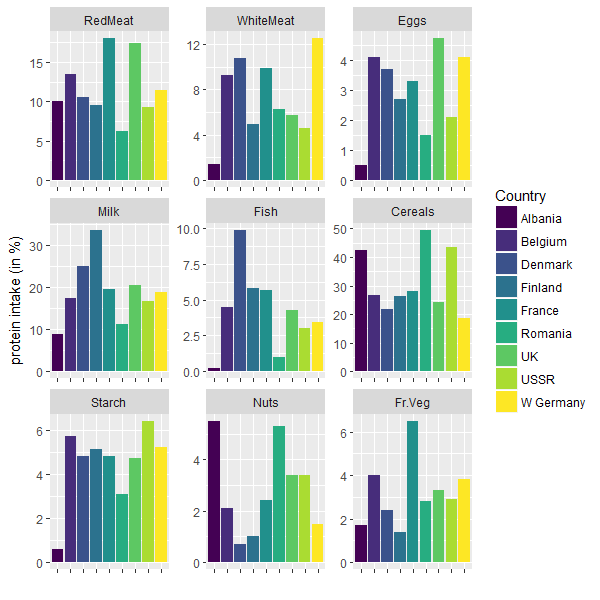 RedMeat WhiteMeat Eggs
15
10
5
0
12
8
4
0
4
3
2
1
0
Milk Fish Cereals
30
20
10
0
10.0
7.5
5.0
2.5
0.0
50
40
30
20
10
0
Starch Nuts Fr.Veg
6
4
2
0
4
2
0
6
4
2
0
protein intake (in %)
Country
Albania
Belgium
Denmark
Finland
France
Romania
UK
USSR
W Germany